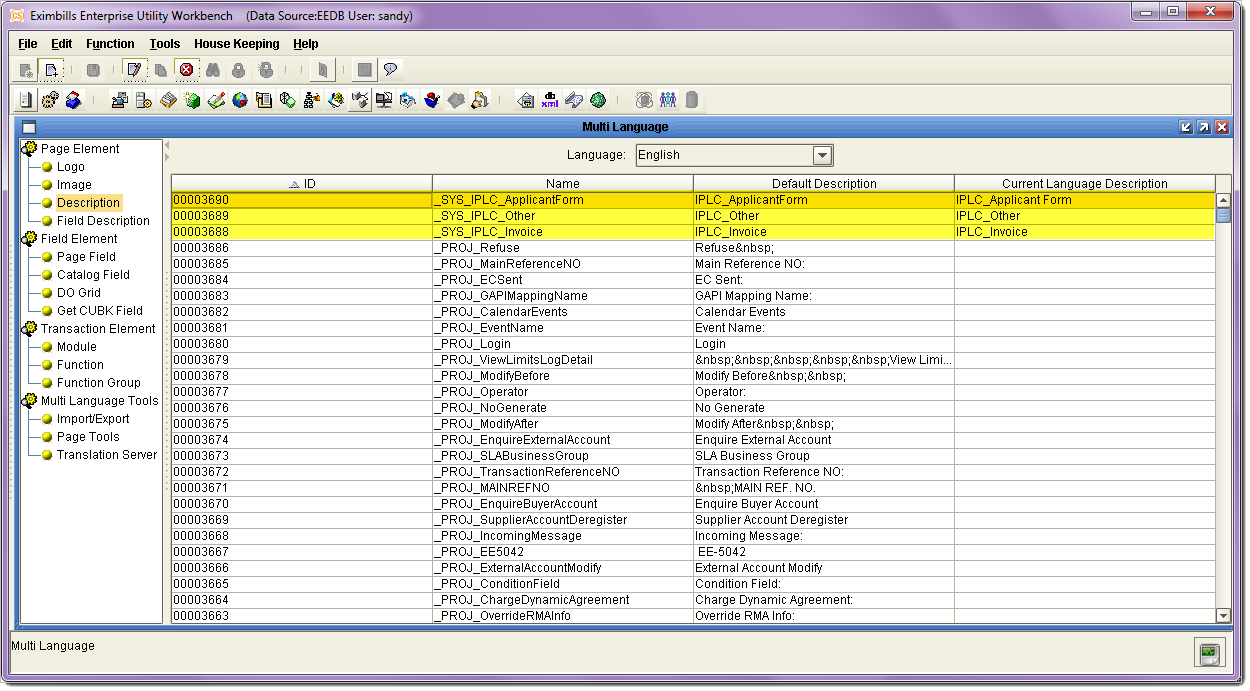 Eximbills Enterprise Utility Workbench (Data Source:EEDB User: sandy)
File Edit Function Tools House Keeping Help
Multi Language
Page Element
Logo
Image
Description
Field Description
Field Element
Page Field
Catalog Field
DO Grid
Get CUBK Field
Transaction Element
Module
Function
Function Group
Multi Language Tools
Import/Export
Page Tools
Translation Server
Language: English
ID Name Default Description Current Language Description
00003690 _SYS_IPLC_ApplicantForm IPLC_ApplicantForm IPLC_Applicant Form
00003689 _SYS_IPLC_Other IPLC_Other IPLC_Other
00003688 _SYS_IPLC_Invoice IPLC_Invoice IPLC_Invoice
00003686 _PROJ_Refuse Refuse&nbsp;
00003685 _PROJ_MainReferenceNO Main Reference NO:
00003684 _PROJ_ECSent EC Sent:
00003683 _PROJ_GAPIMappingName GAPI Mapping Name:
00003682 _PROJ_CalendarEvents Calendar Events
00003681 _PROJ_EventName Event Name:
00003680 _PROJ_Login Login
00003679 _PROJ_ViewLimitsLogDetail &nbsp;&nbsp;&nbsp;&nbsp;&nbsp;View Limi...
00003678 _PROJ_ModifyBefore Modify Before&nbsp;&nbsp;
00003677 _PROJ_Operator Operator:
00003676 _PROJ_NoGenerate No Generate
00003675 _PROJ_ModifyAfter Modify After&nbsp;&nbsp;
00003674 _PROJ_EnquireExternalAccount Enquire External Account
00003673 _PROJ_SLABusinessGroup SLA Business Group
00003672 _PROJ_TransactionReferenceNO Transaction Reference NO:
00003671 _PROJ_MAINREFNO &nbsp;MAIN REF. NO.
00003670 _PROJ_EnquireBuyerAccount Enquire Buyer Account
00003669 _PROJ_SupplierAccountDeregister Supplier Account Deregister
00003668 _PROJ_IncomingMessage Incoming Message:
00003667 _PROJ_EE5042 EE-5042
00003666 _PROJ_ExternalAccountModify External Account Modify
00003665 _PROJ_ConditionField Condition Field:
00003664 _PROJ_ChargeDynamicAgreement Charge Dynamic Agreement:
00003663 _PROJ_OverrideRMAInfo Override RMA Info:
Multi Language